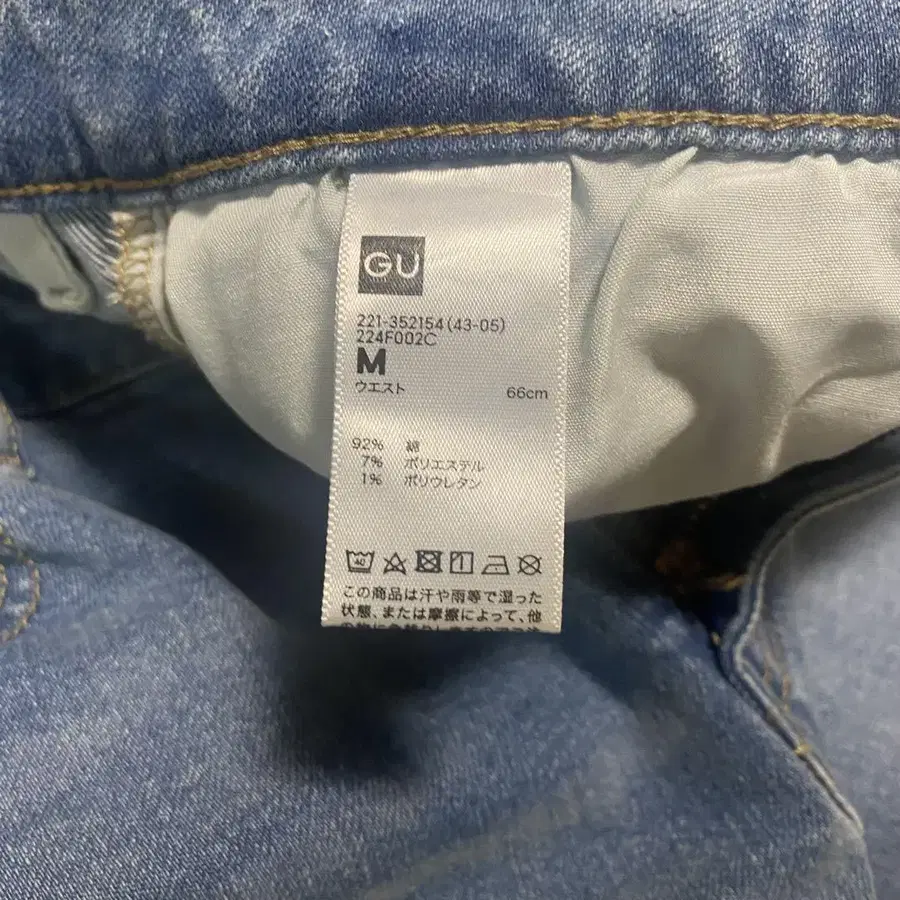 GU
221-352154(43-05)
224F002C
M
ウエスト 66cm
92% 綿
7% ポリエステル
1% ポリウレタン
40
この商品は汗や雨等で湿った
状態、または摩擦によって、他